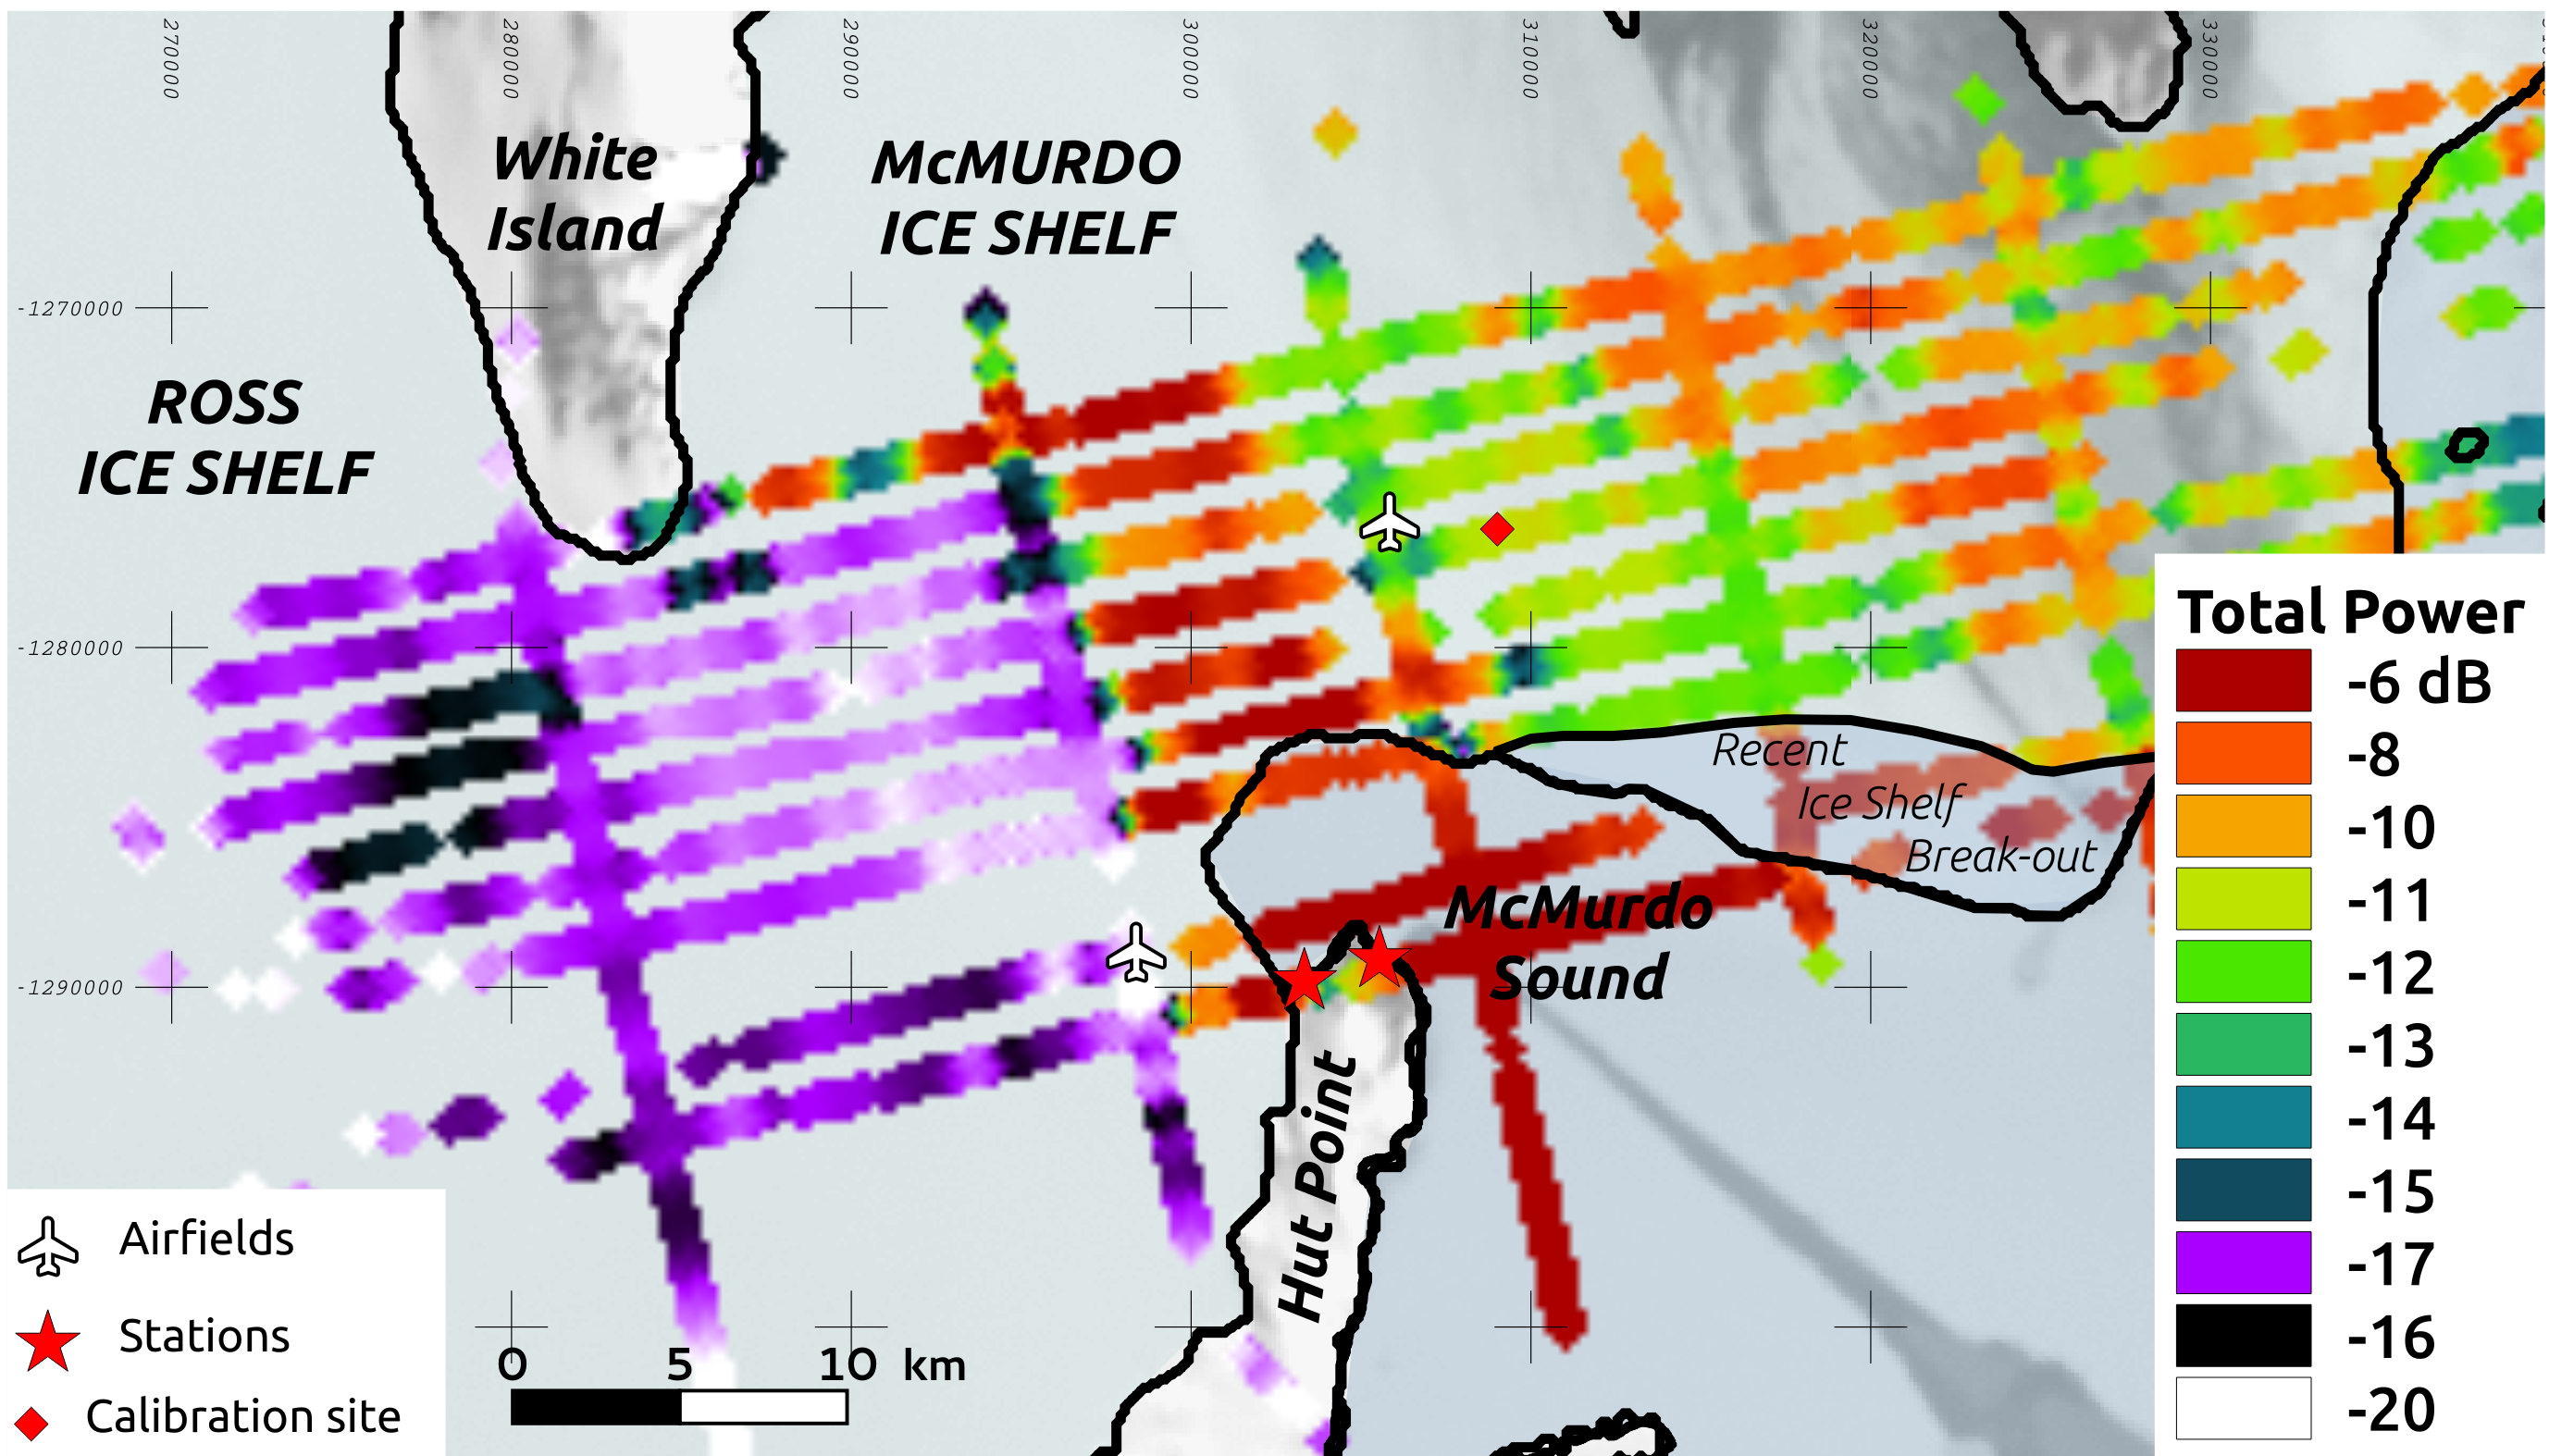 270000
280000
290000
300000
310000
320000
330000
White
Island
McMURDO
ICE SHELF
-1270000
ROSS
ICE SHELF
-1280000
Recent
Ice Shelf
Break-out
McMurdo
Sound
-1290000
Hut Point
Total Power
-6 dB
-8
-10
-11
-12
-13
-14
-15
-17
-16
-20
Airfields
Stations
Calibration site
0 5 10 km